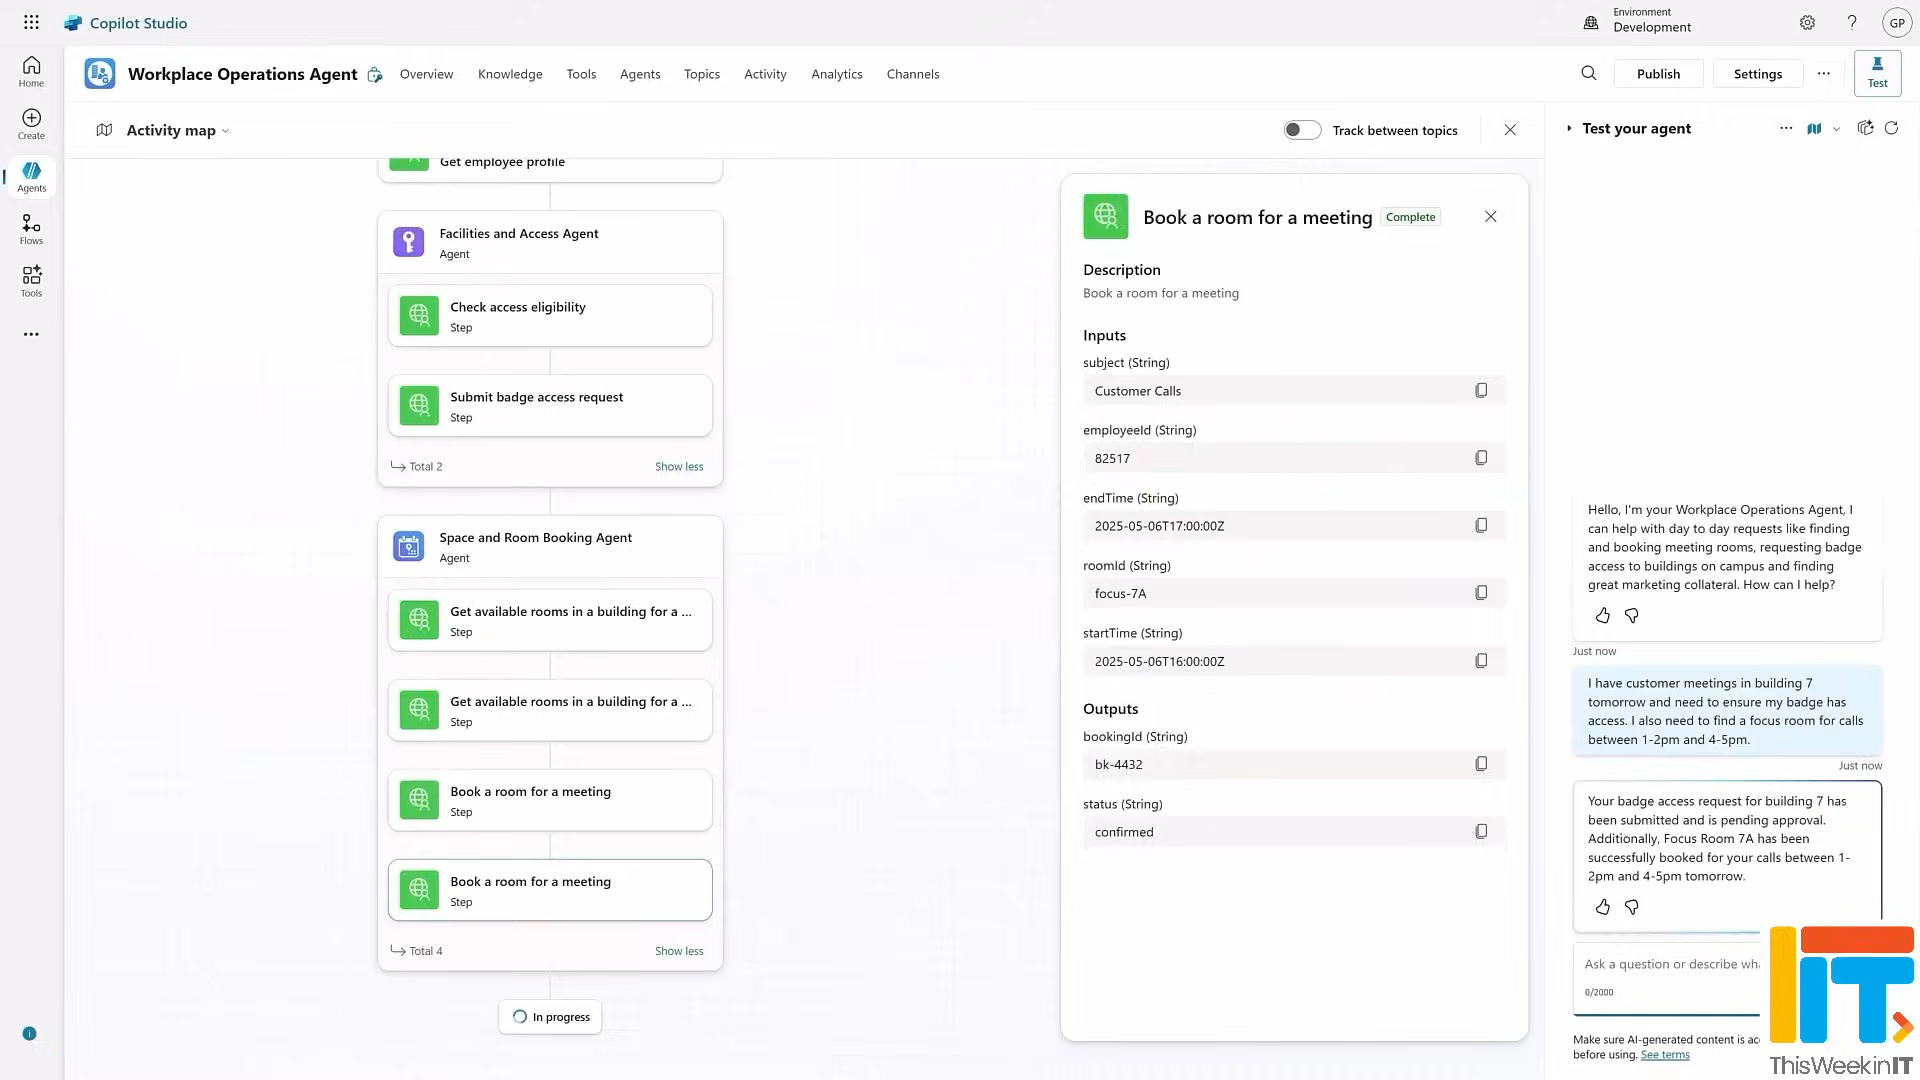 Copilot Studio
Environment
Development
GP
Home
Create
Agents
Flows
Tools
Workplace Operations Agent
Overview
Knowledge
Tools
Agents
Topics
Activity
Analytics
Channels
Publish
Settings
Test
Activity map
Track between topics
Get employee profile
Facilities and Access Agent
Agent
Check access eligibility
Step
Submit badge access request
Step
Total 2
Show less
Space and Room Booking Agent
Agent
Get available rooms in a building for a ...
Step
Get available rooms in a building for a ...
Step
Book a room for a meeting
Step
Book a room for a meeting
Step
Total 4
Show less
In progress
Book a room for a meeting
Complete
Description
Book a room for a meeting
Inputs
subject (String)
Customer Calls
employeeId (String)
82517
endTime (String)
2025-05-06T17:00:00Z
roomId (String)
focus-7A
startTime (String)
2025-05-06T16:00:00Z
Outputs
bookingId (String)
bk-4432
status (String)
confirmed
Test your agent
Hello, I'm your Workplace Operations Agent, I
can help with day to day requests like finding
and booking meeting rooms, requesting badge
access to buildings on campus and finding
great marketing collateral. How can I help?
Just now
I have customer meetings in building 7
tomorrow and need to ensure my badge has
access. I also need to find a focus room for calls
between 1-2pm and 4-5pm.
Just now
Your badge access request for building 7 has
been submitted and is pending approval.
Additionally, Focus Room 7A has been
successfully booked for your calls between 1-
2pm and 4-5pm tomorrow.
Ask a question or describe
0/2000
Make sure AI-generated content is
before using. See terms
IT
ThisWeekinIT